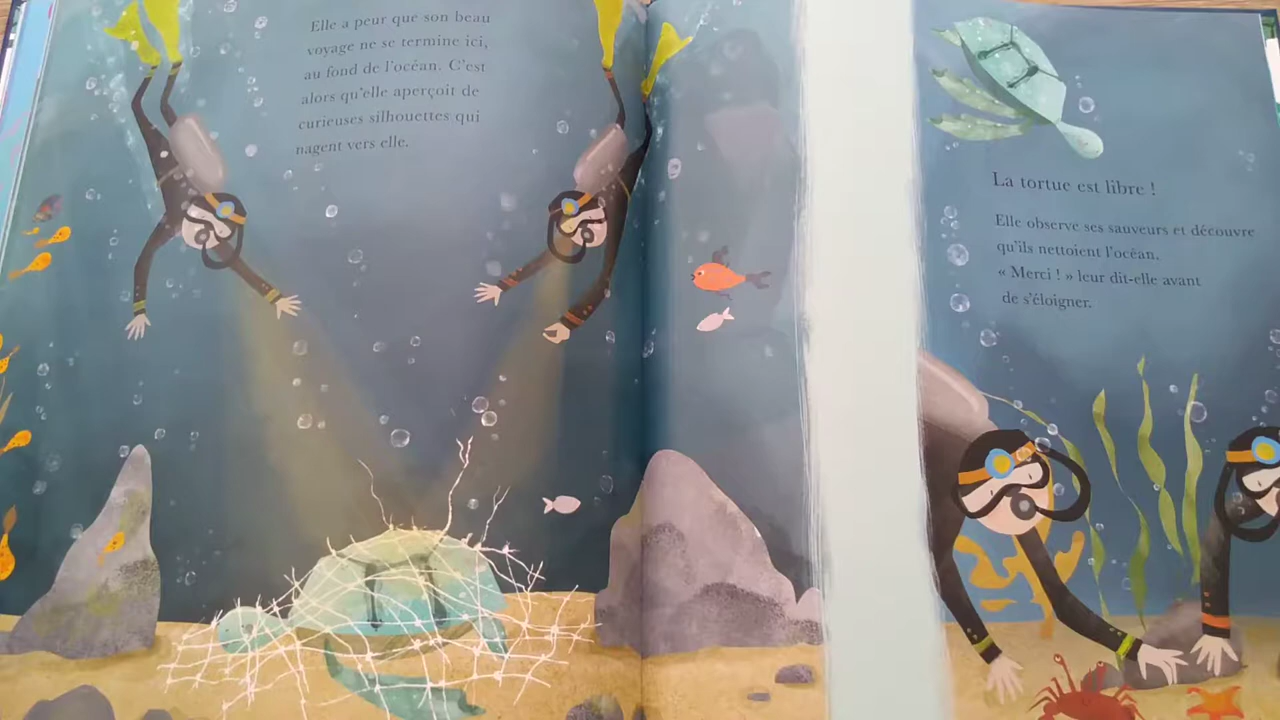 Elle a peur que son beau
voyage ne se termine ici,
au fond de l'océan. C'est
alors qu'elle aperçoit de
curieuses silhouettes qui
nagent vers elle.
La tortue est libre !
Elle observe ses sauveurs et découvre
qu'ils nettoient l'océan.
« Merci ! » leur dit-elle avant
de s'éloigner.